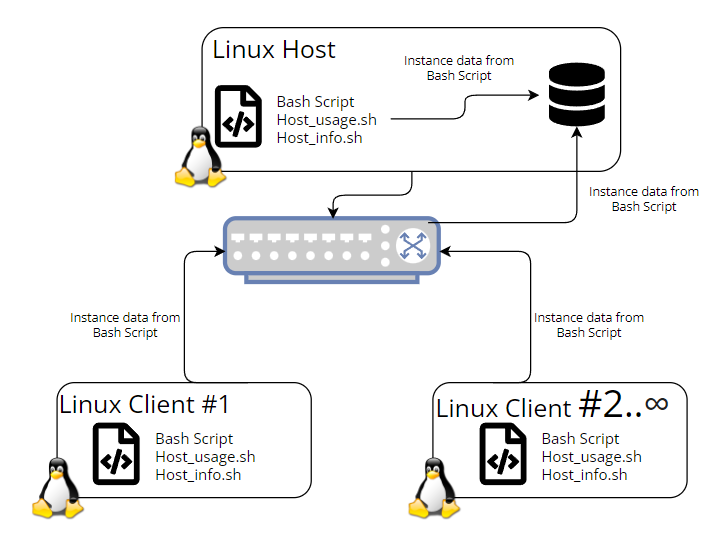 Linux Host
Instance data from
Bash Script
Bash Script
Host_usage.sh
Host_info.sh
Instance data from
Bash Script
Instance data from
Bash Script
Instance data from
Bash Script
Linux Client #1
Bash Script
Host_usage.sh
Host_info.sh
Linux Client #2..∞
Bash Script
Host_usage.sh
Host_info.sh